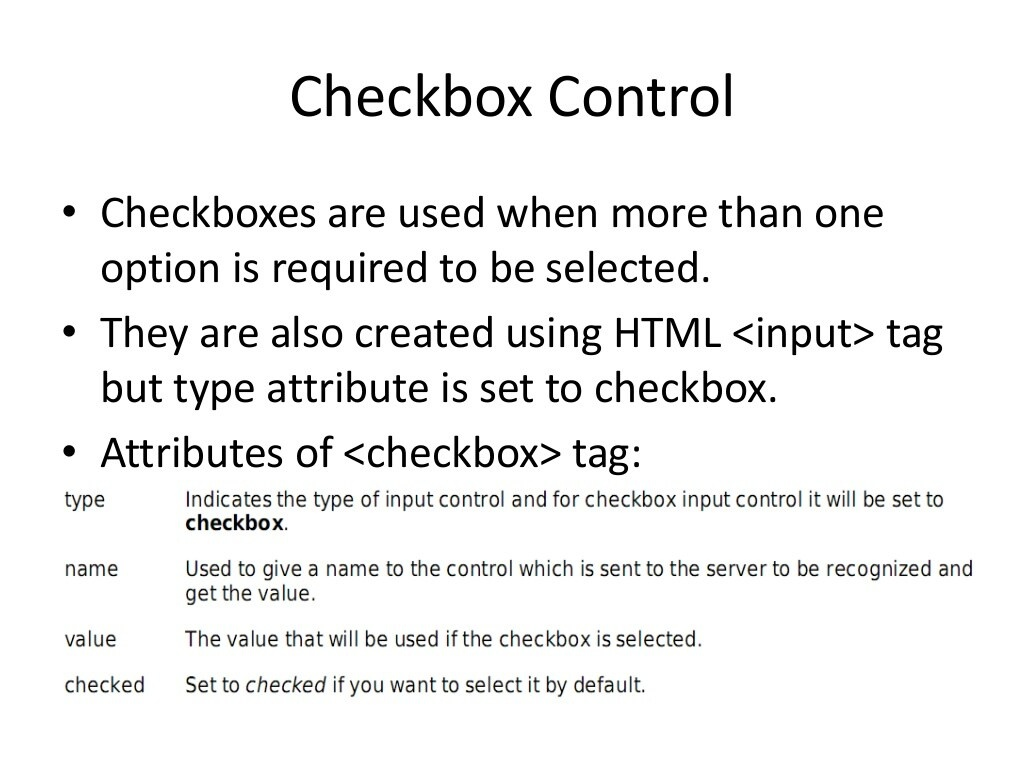 Checkbox Control
• Checkboxes are used when more than one
option is required to be selected.
• They are also created using HTML <input> tag
but type attribute is set to checkbox.
• Attributes of <checkbox> tag:
type Indicates the type of input control and for checkbox input control it will be set to
checkbox.
name Used to give a name to the control which is sent to the server to be recognized and
get the value.
value The value that will be used if the checkbox is selected.
checked Set to checked if you want to select it by default.